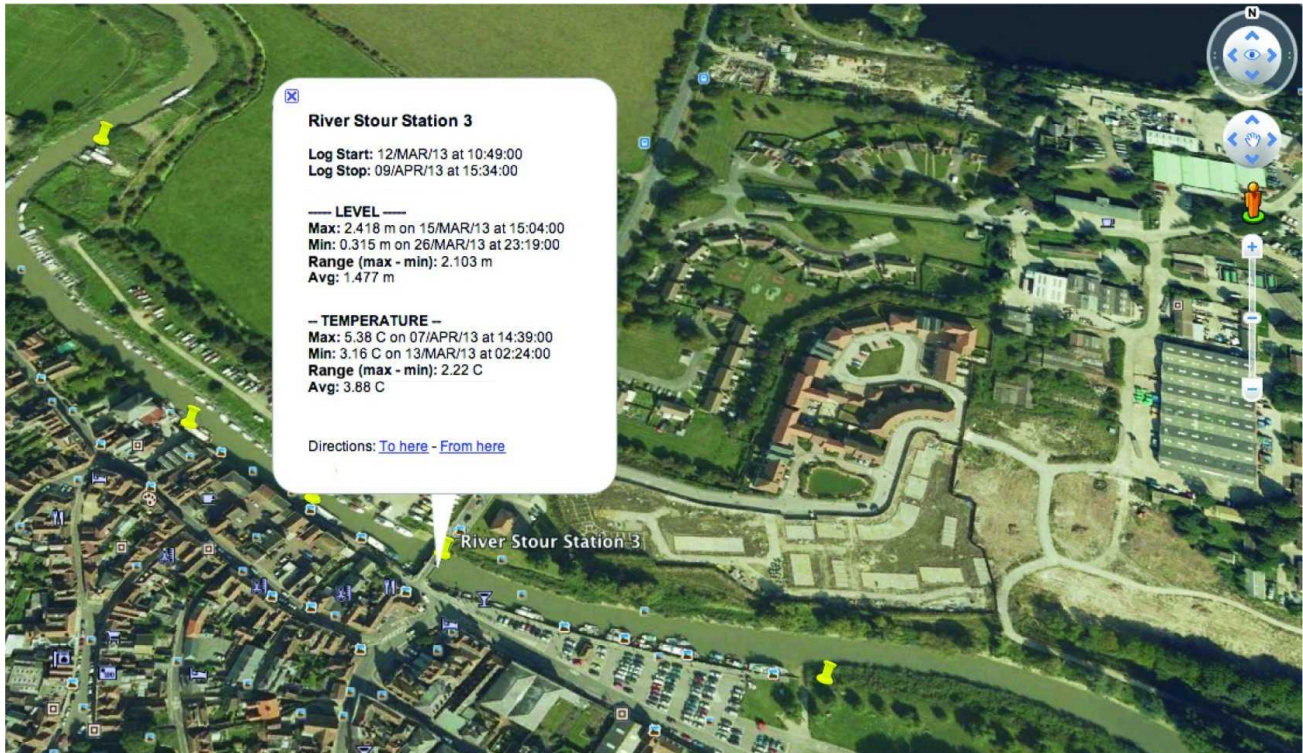 N
River Stour Station 3
Log Start: 12/MAR/13 at 10:49:00
Log Stop: 09/APR/13 at 15:34:00
---- LEVEL ----
Max: 2.418 m on 15/MAR/13 at 15:04:00
Min: 0.315 m on 26/MAR/13 at 23:19:00
Range (max - min): 2.103 m
Avg: 1.477 m
-- TEMPERATURE --
Max: 5.38 C on 07/APR/13 at 14:39:00
Min: 3.16 C on 13/MAR/13 at 02:24:00
Range (max - min): 2.22 C
Avg: 3.88 C
Directions: To here - From here
River Stour Station 3